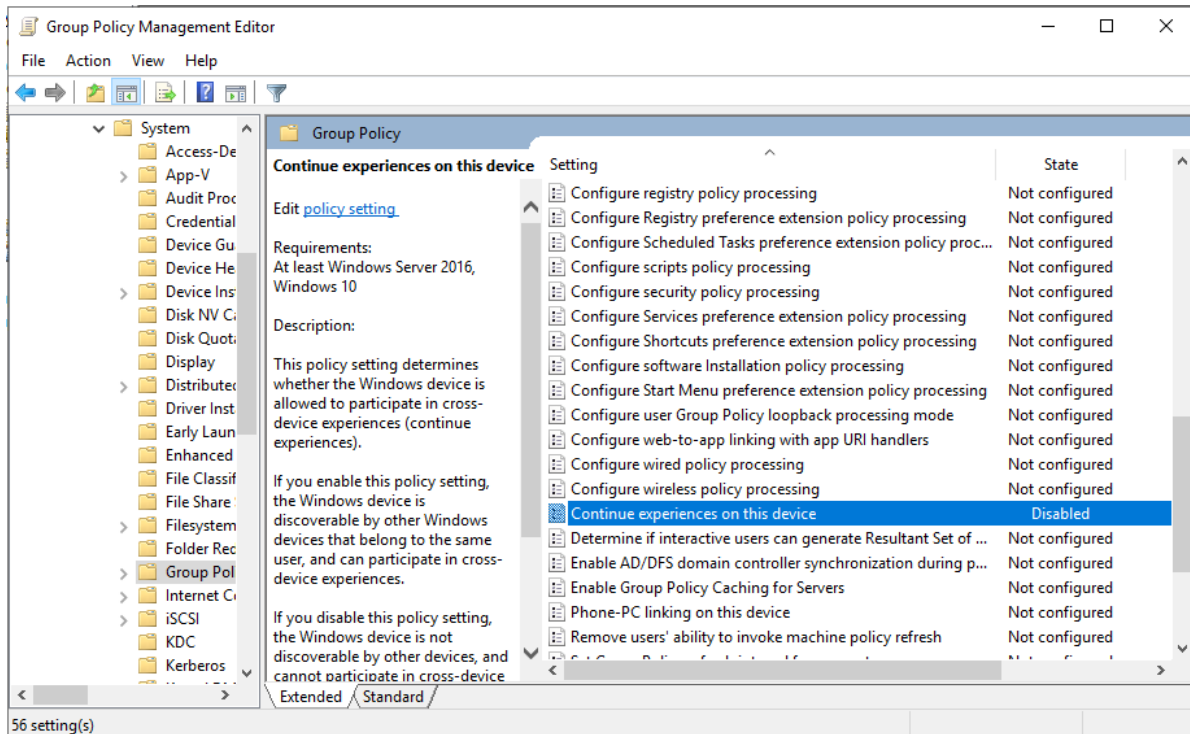 Group Policy Management Editor
File Action View Help
System
Access-De
App-V
Audit Proc
Credential
Device Gu
Device He
Device Ins
Disk NV Ca
Disk Quota
Display
Distributed
Driver Inst
Early Laun
Enhanced
File Classif
File Share
Filesystem
Folder Red
Group Pol
Internet Co
iSCSI
KDC
Kerberos
Group Policy
Continue experiences on this device
Edit policy setting
Requirements:
At least Windows Server 2016,
Windows 10
Description:
This policy setting determines
whether the Windows device is
allowed to participate in cross-
device experiences (continue
experiences).
If you enable this policy setting,
the Windows device is
discoverable by other Windows
devices that belong to the same
user, and can participate in cross-
device experiences.
If you disable this policy setting,
the Windows device is not
discoverable by other devices, and
cannot participate in cross-device
Setting State
Configure registry policy processing Not configured
Configure Registry preference extension policy processing Not configured
Configure Scheduled Tasks preference extension policy proc... Not configured
Configure scripts policy processing Not configured
Configure security policy processing Not configured
Configure Services preference extension policy processing Not configured
Configure Shortcuts preference extension policy processing Not configured
Configure software Installation policy processing Not configured
Configure Start Menu preference extension policy processing Not configured
Configure user Group Policy loopback processing mode Not configured
Configure web-to-app linking with app URI handlers Not configured
Configure wired policy processing Not configured
Configure wireless policy processing Not configured
Continue experiences on this device Disabled
Determine if interactive users can generate Resultant Set of ... Not configured
Enable AD/DFS domain controller synchronization during p... Not configured
Enable Group Policy Caching for Servers Not configured
Phone-PC linking on this device Not configured
Remove users' ability to invoke machine policy refresh Not configured
Extended Standard
56 setting(s)